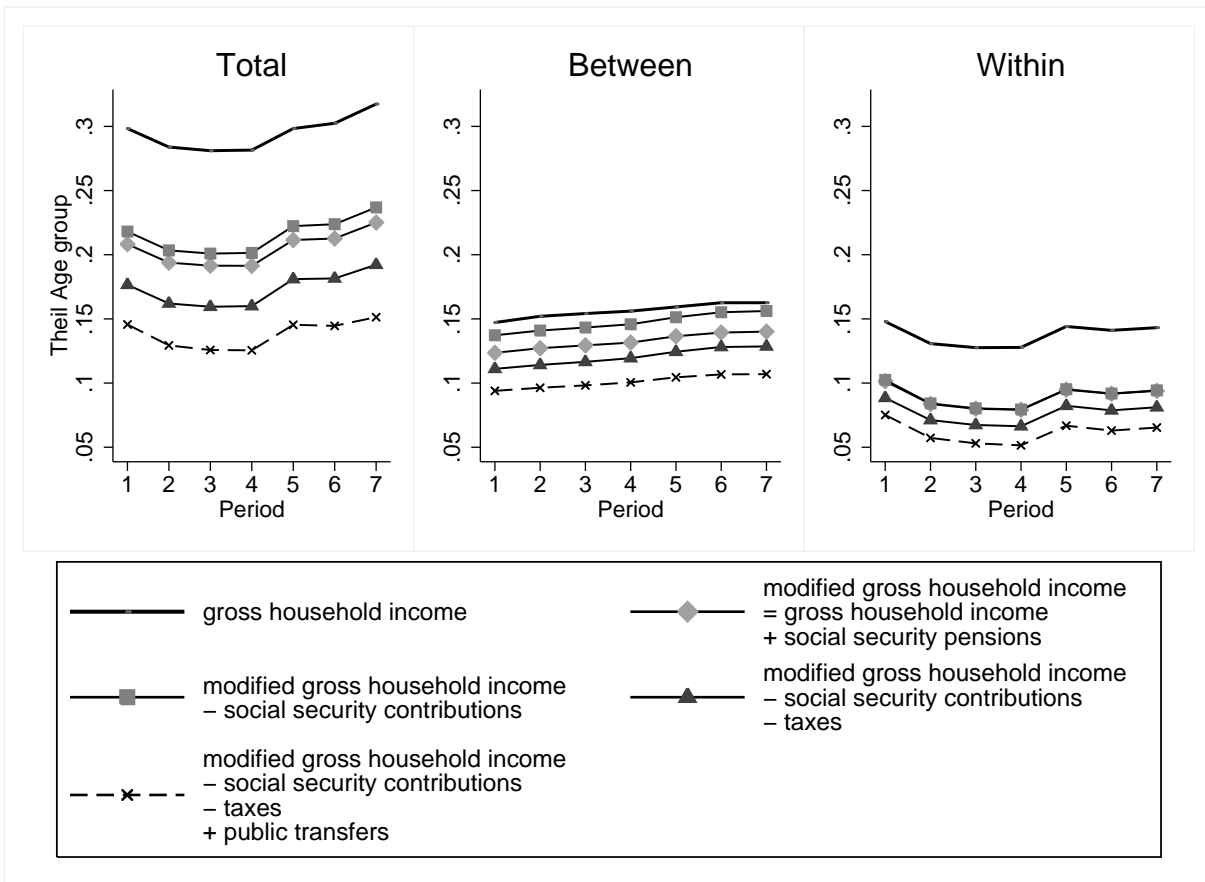 Total
Between
Within
Theil Age group
.05
.1
.15
.2
.25
.3
1 2 3 4 5 6 7
Period
.05
.1
.15
.2
.25
.3
1 2 3 4 5 6 7
Period
.05
.1
.15
.2
.25
.3
1 2 3 4 5 6 7
Period
gross household income
modified gross household income
= gross household income
+ social security pensions
modified gross household income
− social security contributions
modified gross household income
− social security contributions
− taxes
modified gross household income
− social security contributions
− taxes
+ public transfers